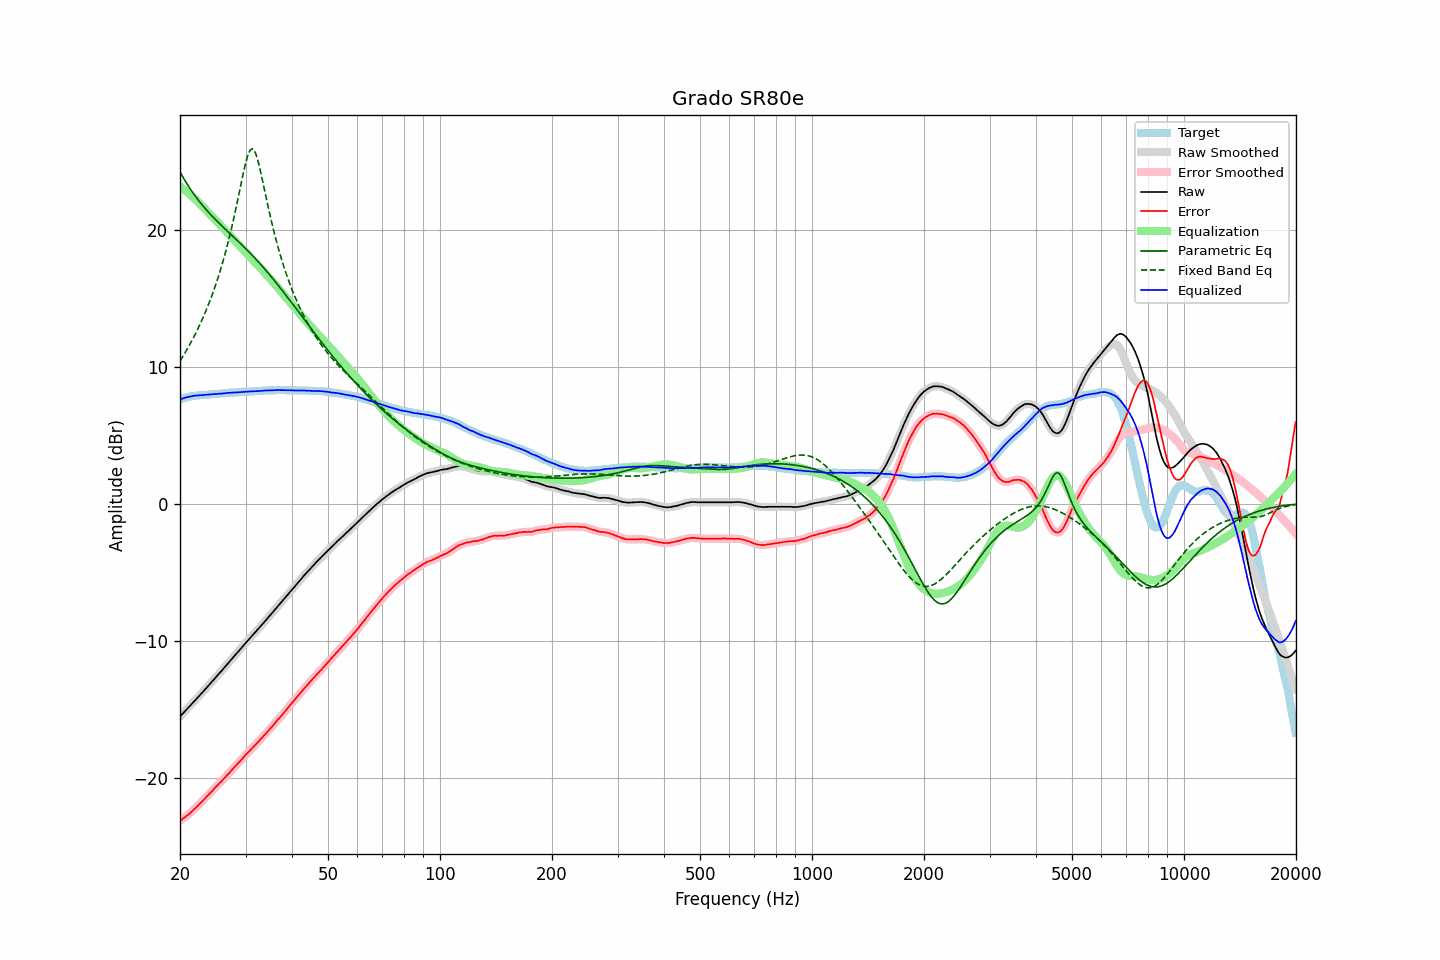 Grado SR80e
Target
Raw Smoothed
Error Smoothed
Raw
Error
Equalization
Parametric Eq
Fixed Band Eq
Equalized
Amplitude (dBr)
20
10
0
−10
−20
20 50 100 200 500 1000 2000 5000 10000 20000
Frequency (Hz)